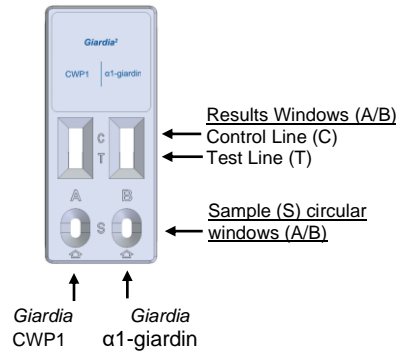 Giardia²
CWP1 α1-giardin
Results Windows (A/B)
Control Line (C)
Test Line (T)
C
T
A B
S
Sample (S) circular
windows (A/B)
Giardia Giardia
CWP1 α1-giardin